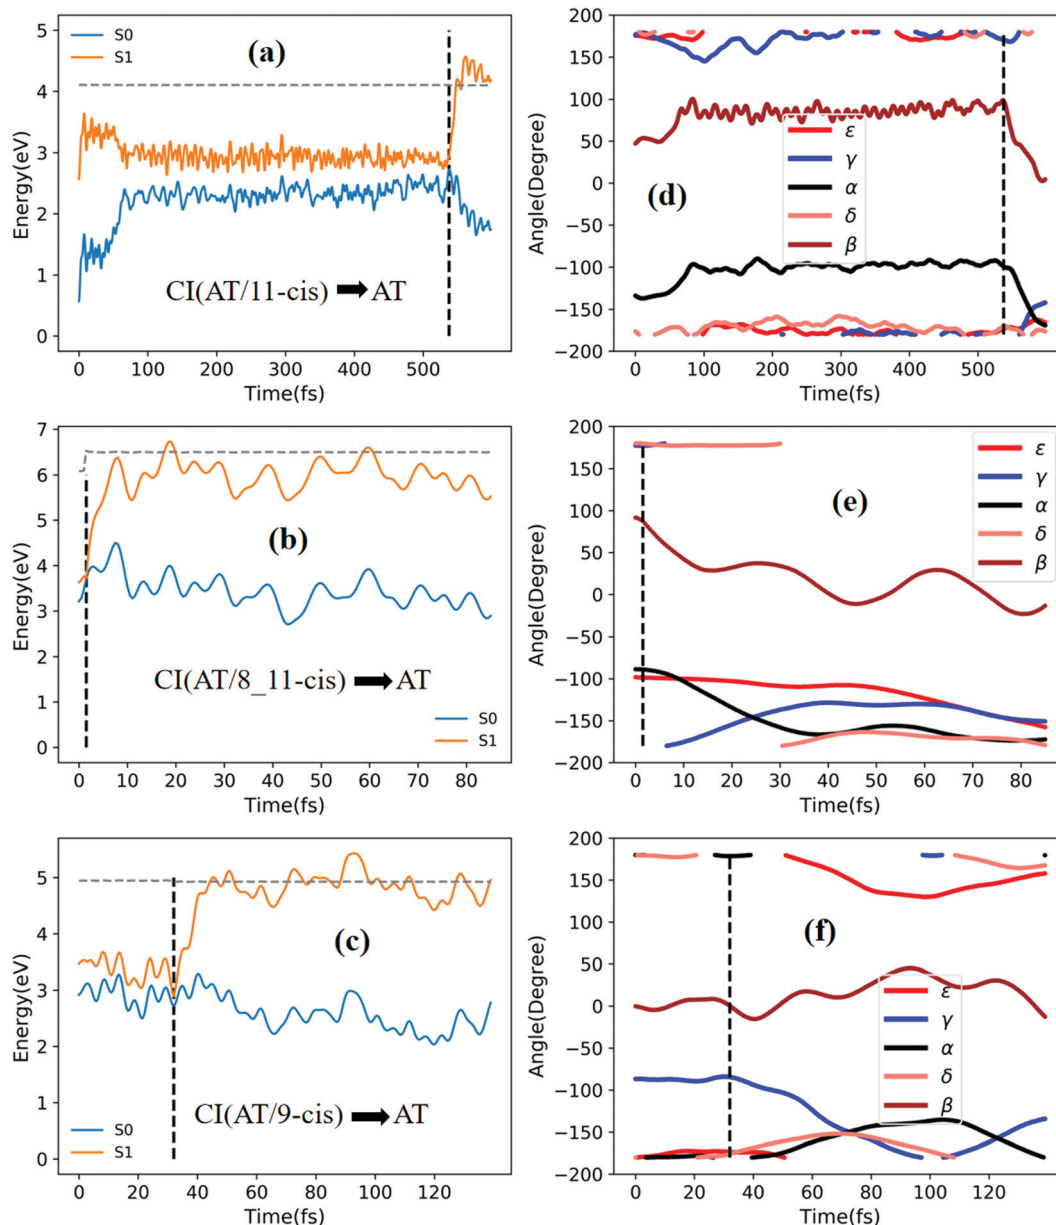 5
4
3
2
1
0
Energy(eV)
S0
S1
(a)
CI(AT/11-cis) AT
0 100 200 300 400 500
Time(fs)
200
150
100
50
0
−50
−100
−150
−200
Angle(Degree)
(d)
ε
γ
α
δ
β
0 100 200 300 400 500
Time(fs)
7
6
5
4
3
2
1
0
Energy(eV)
(b)
CI(AT/8_11-cis) AT
S0
S1
0 10 20 30 40 50 60 70 80
Time(fs)
200
150
100
50
0
−50
−100
−150
−200
Angle(Degree)
(e)
ε
γ
α
δ
β
0 10 20 30 40 50 60 70 80
Time(fs)
5
4
3
2
1
0
Energy(eV)
(c)
CI(AT/9-cis) AT
S0
S1
0 20 40 60 80 100 120
Time(fs)
200
150
100
50
0
−50
−100
−150
−200
Angle(Degree)
(f)
ε
γ
α
δ
β
0 20 40 60 80 100 120
Time(fs)